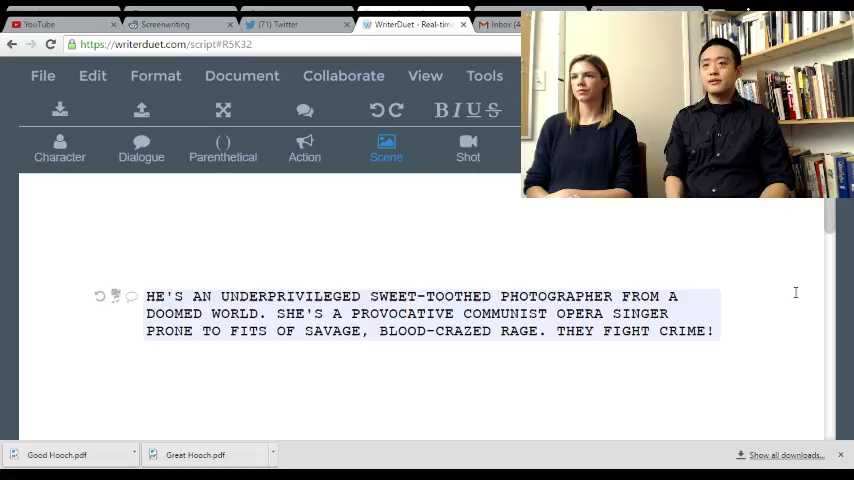 YouTube
Screenwriting
(71) Twitter
WriterDuet - Real-time
Inbox (4
https://writerduet.com/script#R5K32
File Edit Format Document Collaborate View Tools
B I U S
Character Dialogue Parenthetical Action Scene Shot
HE'S AN UNDERPRIVILEGED SWEET-TOOTHED PHOTOGRAPHER FROM A
DOOMED WORLD. SHE'S A PROVOCATIVE COMMUNIST OPERA SINGER
PRONE TO FITS OF SAVAGE, BLOOD-CRAZED RAGE. THEY FIGHT CRIME!
Good Hooch.pdf
Great Hooch.pdf
Show all downloads...